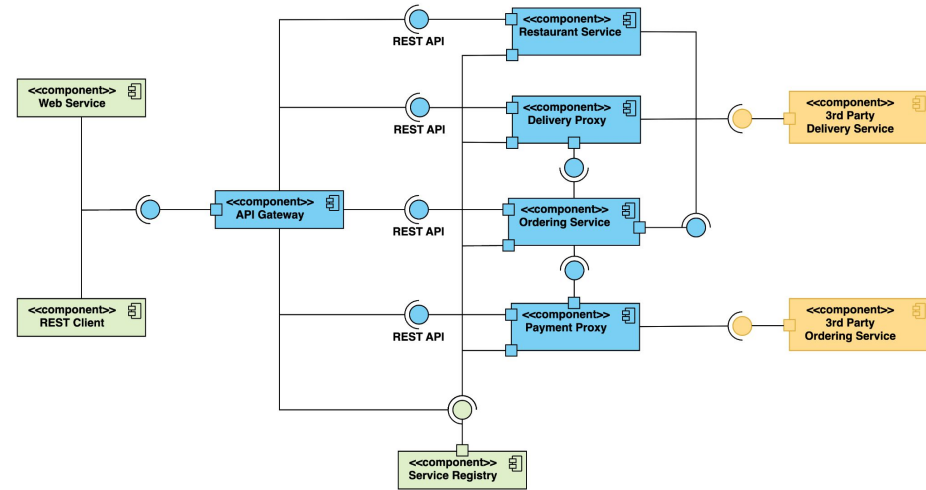 <<component>>
Restaurant Service
REST API
<<component>>
Web Service
<<component>>
Delivery Proxy
<<component>>
3rd Party
Delivery Service
REST API
<<component>>
API Gateway
<<component>>
Ordering Service
REST API
<<component>>
REST Client
<<component>>
Payment Proxy
<<component>>
3rd Party
Ordering Service
REST API
<<component>>
Service Registry